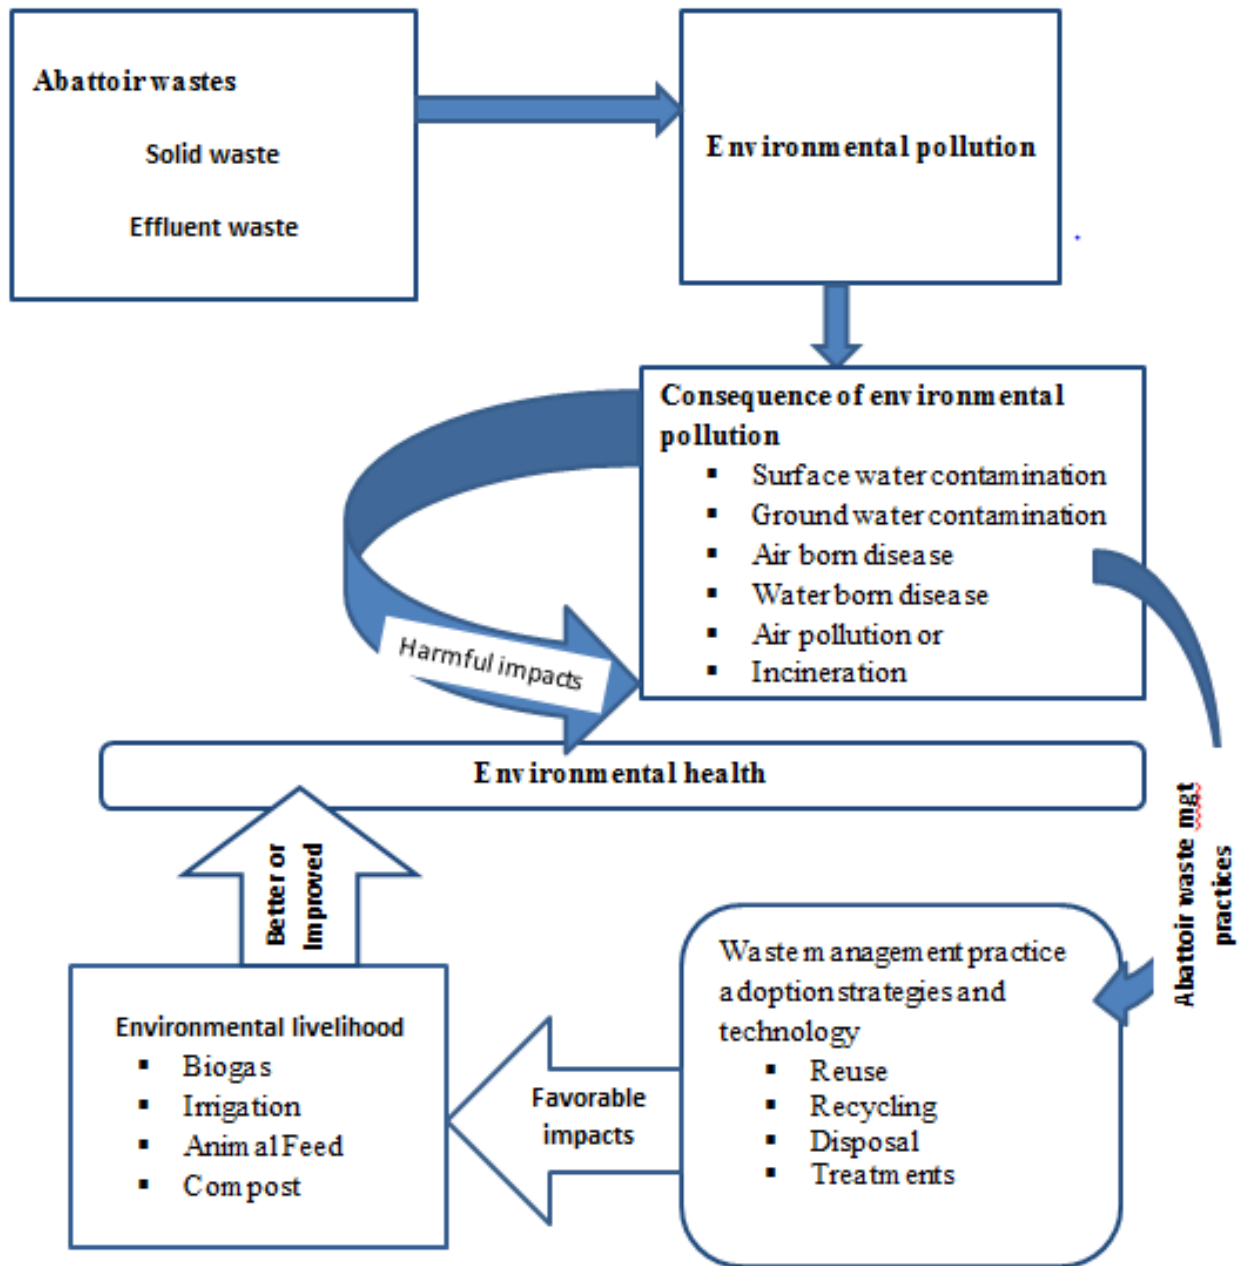 Abattoir wastes
Solid waste
Effluent waste
Environmental pollution
Consequence of environmental
pollution
▪ Surface water contamination
▪ Ground water contamination
▪ Air born disease
▪ Water born disease
▪ Air pollution or
▪ Incineration
Harmful impacts
Environmental health
Abattoir waste mgt
practices
Better or
Improved
Waste management practice
adoption strategies and
technology
▪ Reuse
▪ Recycling
▪ Disposal
▪ Treatments
Favorable
impacts
Environmental livelihood
▪ Biogas
▪ Irrigation
▪ Animal Feed
▪ Compost